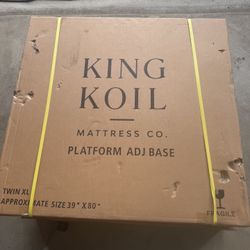 KING
KOIL
MATTRESS CO.
PLATFORM ADJ BASE
TWIN XL
APPROXIMATE SIZE 39" X 80"
FRAGILE